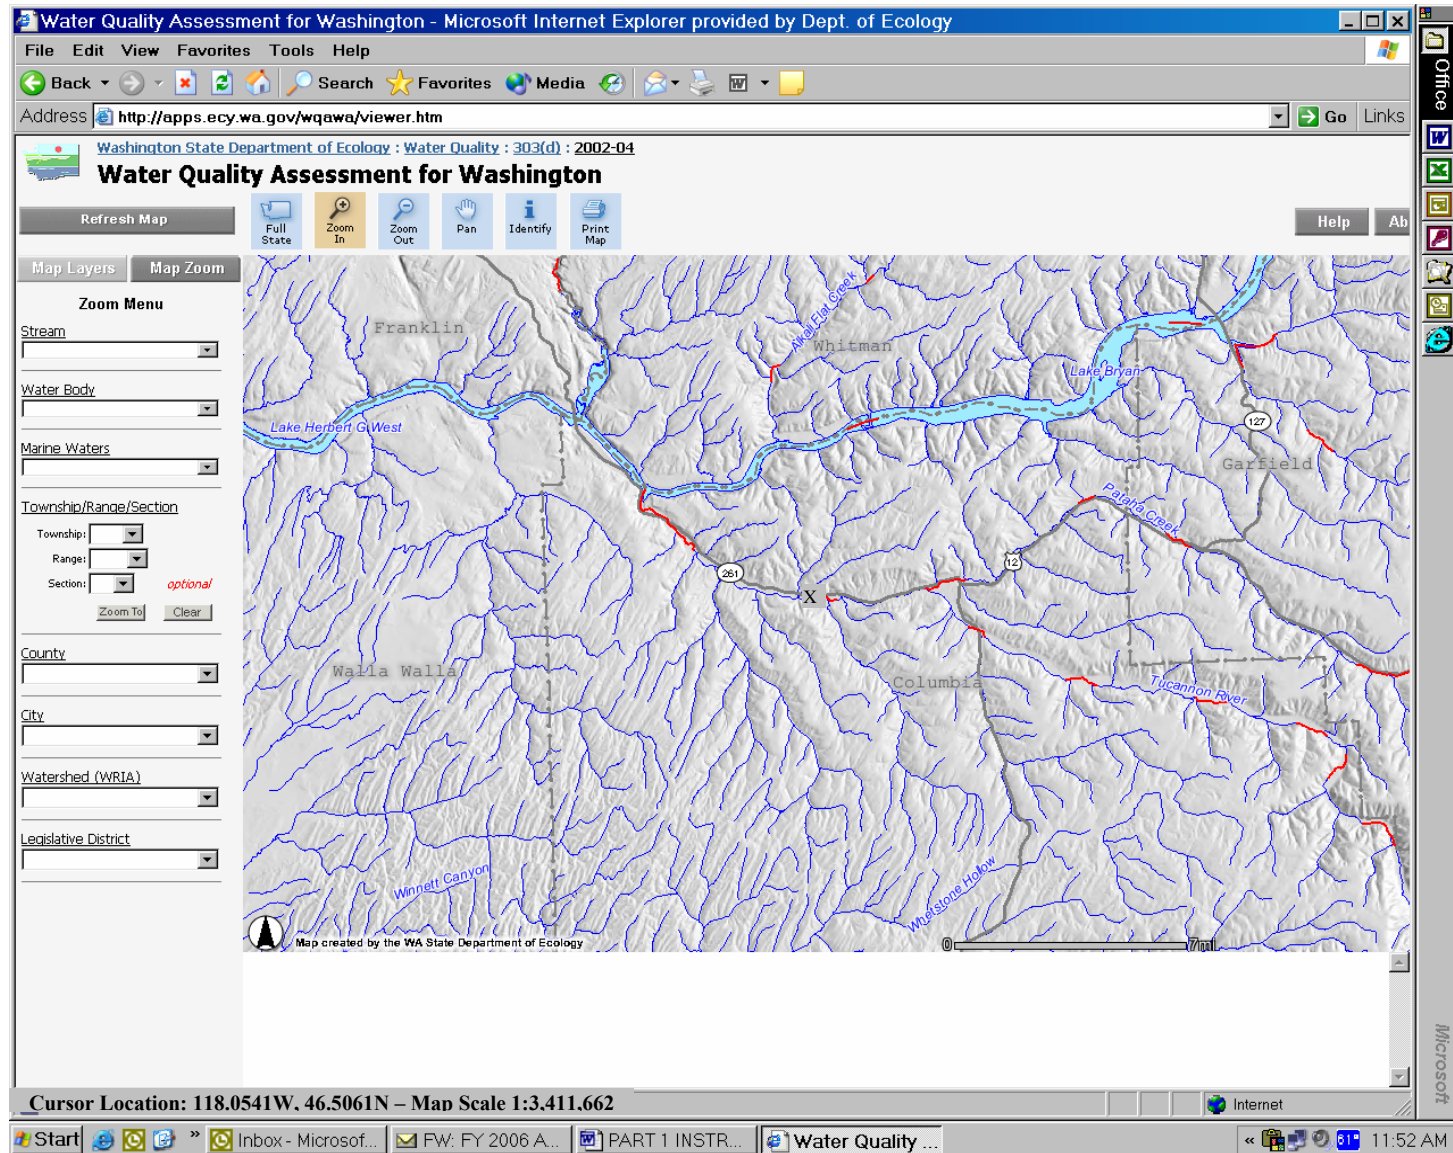 Water Quality Assessment for Washington - Microsoft Internet Explorer provided by Dept. of Ecology
File Edit View Favorites Tools Help
Back Search Favorites Media
Address http://apps.ecy.wa.gov/wqawa/viewer.htm Go Links
Washington State Department of Ecology : Water Quality : 303(d) : 2002-04
Water Quality Assessment for Washington
Refresh Map
Full State
Zoom In
Zoom Out
Pan
Identify
Print Map
Help Ab
Map Layers Map Zoom
Zoom Menu
Stream
Water Body
Marine Waters
Township/Range/Section
Township:
Range:
Section: optional
Zoom To Clear
County
City
Watershed (WRIA)
Legislative District
Franklin
Alkali Flat Creek
Whitman
Lake Bryan
Lake Herbert G West
127
Garfield
Pataha Creek
12
261
X
Walla Walla
Columbia
Tucannon River
Winnett Canyon
Whetstone Hollow
Map created by the WA State Department of Ecology
0 7mi
Cursor Location: 118.0541W, 46.5061N – Map Scale 1:3,411,662
Internet
Start » Inbox - Microsof... FW: FY 2006 A... PART 1 INSTR... Water Quality ... « 61° 11:52 AM
Office
Microsoft